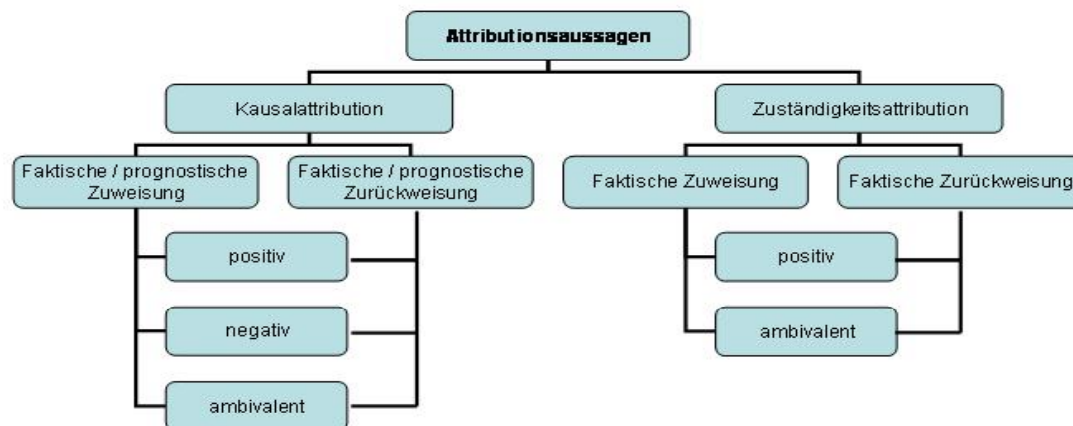 Attributionsaussagen
Kausalattribution
Zuständigkeitsattribution
Faktische / prognostische
Zuweisung
Faktische / prognostische
Zurückweisung
Faktische Zuweisung
Faktische Zurückweisung
positiv
negativ
ambivalent
positiv
ambivalent